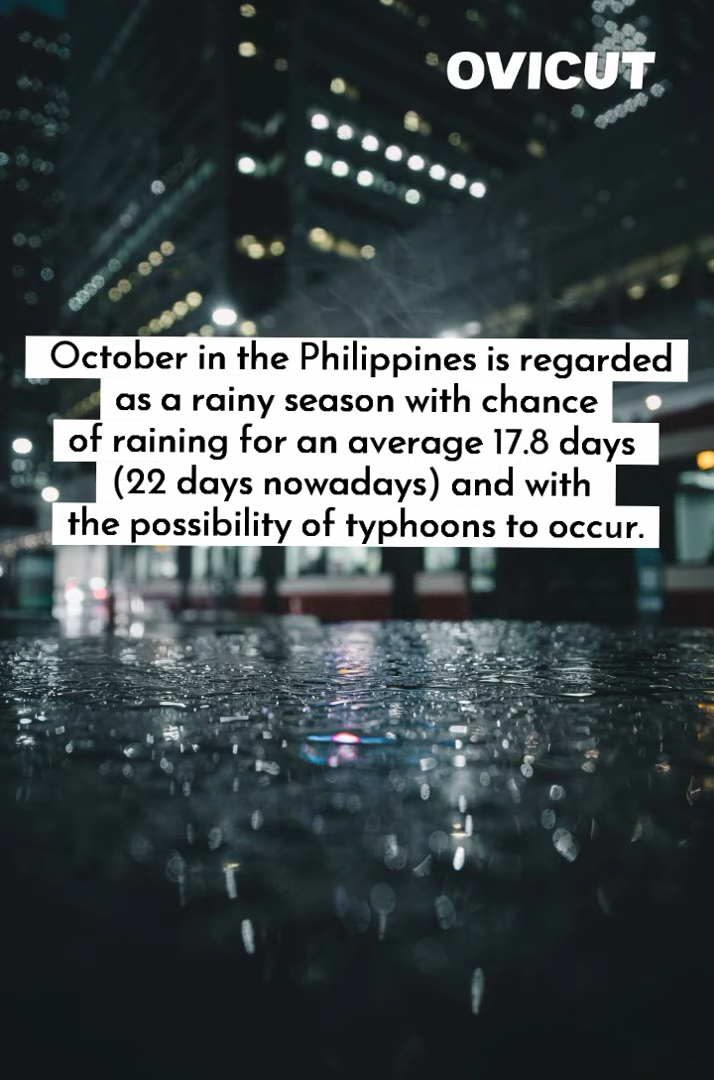 OVICUT
October in the Philippines is regarded
as a rainy season with chance
of raining for an average 17.8 days
(22 days nowadays) and with
the possibility of typhoons to occur.